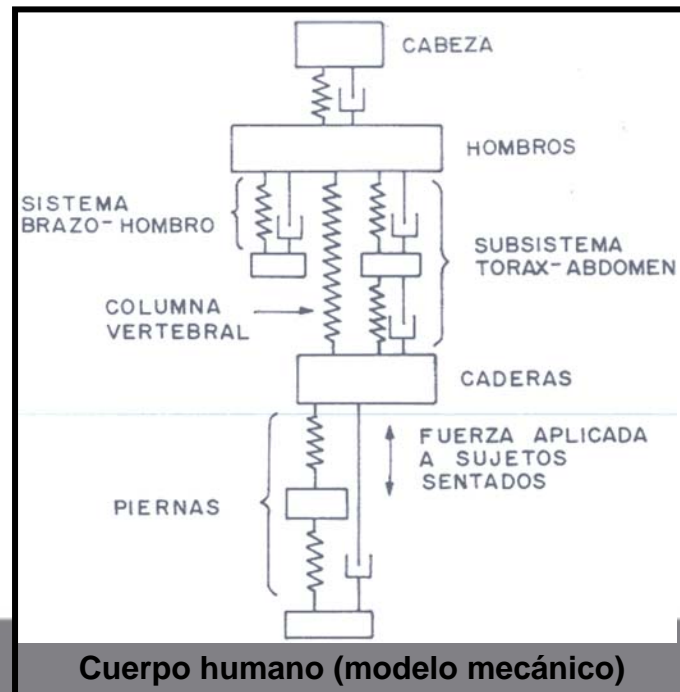 CABEZA
HOMBROS
SISTEMA
BRAZO-HOMBRO
SUBSISTEMA
TORAX-ABDOMEN
COLUMNA
VERTEBRAL
CADERAS
FUERZA APLICADA
A SUJETOS
SENTADOS
PIERNAS
Cuerpo humano (modelo mecánico)